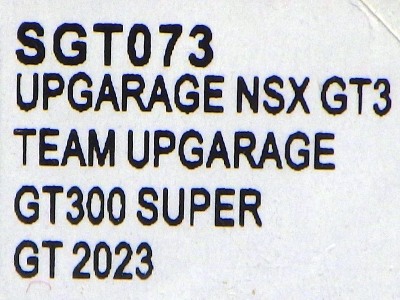 SGT073
UPGARAGE NSX GT3
TEAM UPGARAGE
GT300 SUPER
GT 2023